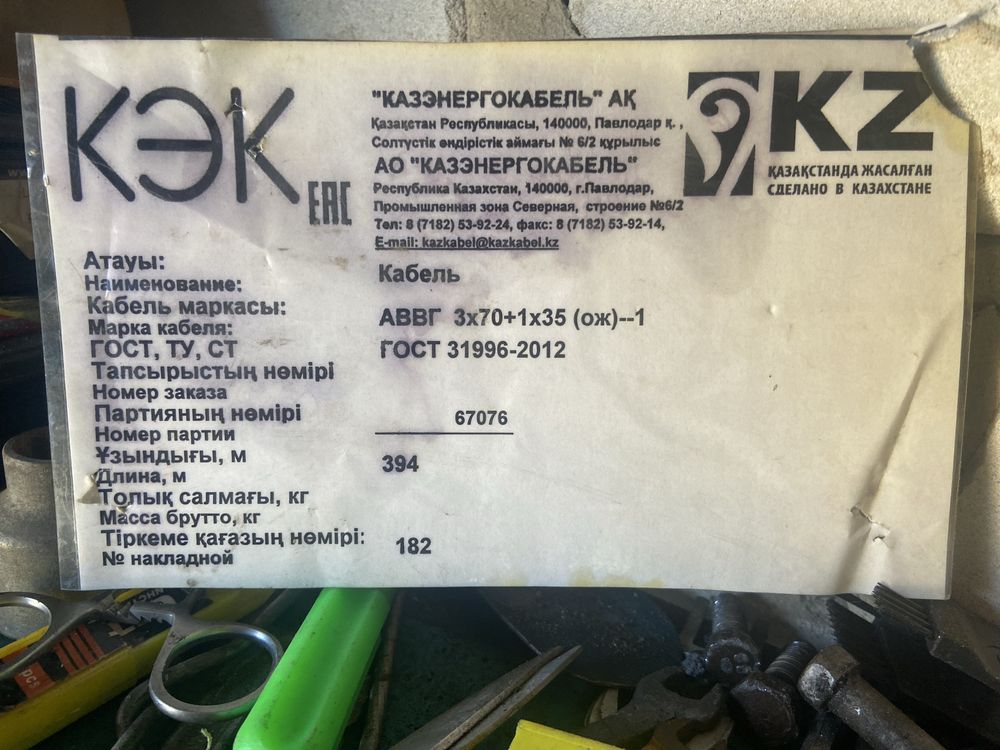 КЭК
ЕАС
"КАЗЭНЕРГОКАБЕЛЬ" АҚ
Қазақстан Республикасы, 140000, Павлодар қ. ,
Солтүстік өндірістік аймағы № 6/2 құрылыс
АО "КАЗЭНЕРГОКАБЕЛЬ"
Республика Казахстан, 140000, г.Павлодар,
Промышленная зона Северная, строение №6/2
Тел: 8 (7182) 53-92-24, факс: 8 (7182) 53-92-14,
E-mail: kazkabel@kazkabel.kz
KZ
ҚАЗАҚСТАНДА ЖАСАЛҒАН
СДЕЛАНО В КАЗАХСТАНЕ
Атауы:
Наименование: Кабель
Кабель маркасы:
Марка кабеля: АВВГ 3х70+1х35 (ож)--1
ГОСТ, ТУ, СТ ГОСТ 31996-2012
Тапсырыстың нөмірі
Номер заказа
Партияның нөмірі 67076
Номер партии
Ұзындығы, м 394
Длина, м
Толық салмағы, кг
Масса брутто, кг
Тіркеме қағазың нөмірі: 182
№ накладной
pcs